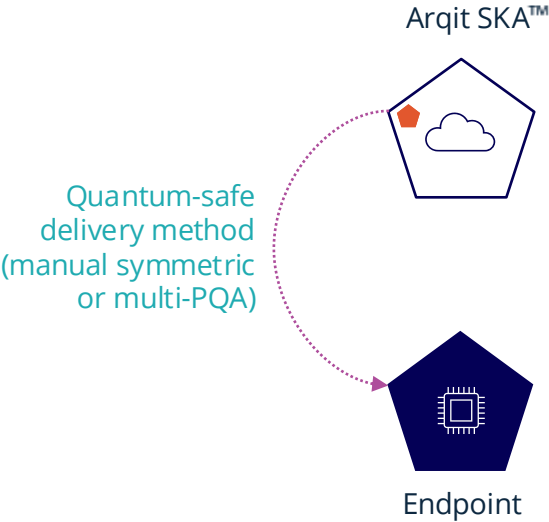 Arqit SKA™
Quantum-safe
delivery method
(manual symmetric
or multi-PQA)
Endpoint